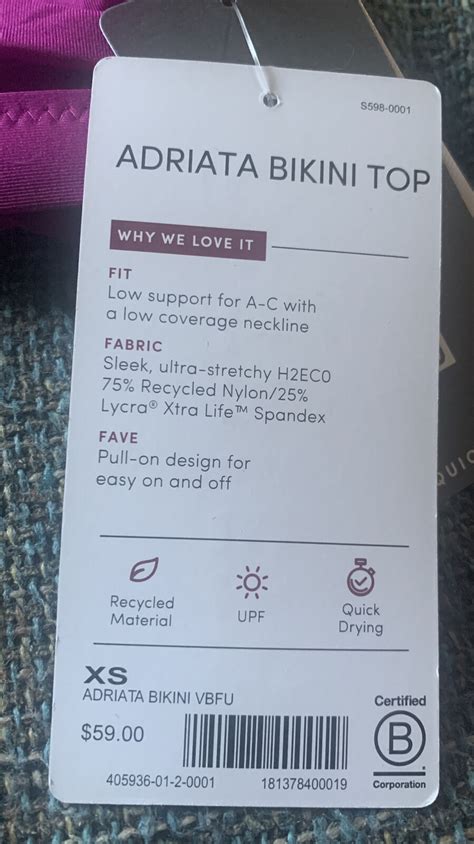 S598-0001
ADRIATA BIKINI TOP
WHY WE LOVE IT
FIT
Low support for A-C with
a low coverage neckline
FABRIC
Sleek, ultra-stretchy H2ECO
75% Recycled Nylon/25%
Lycra® Xtra Life™ Spandex
FAVE
Pull-on design for
easy on and off
Recycled
Material
UPF
Quick
Drying
XS
ADRIATA BIKINI VBFU
$59.00
405936-01-2-0001
181378400019
Certified
B
Corporation